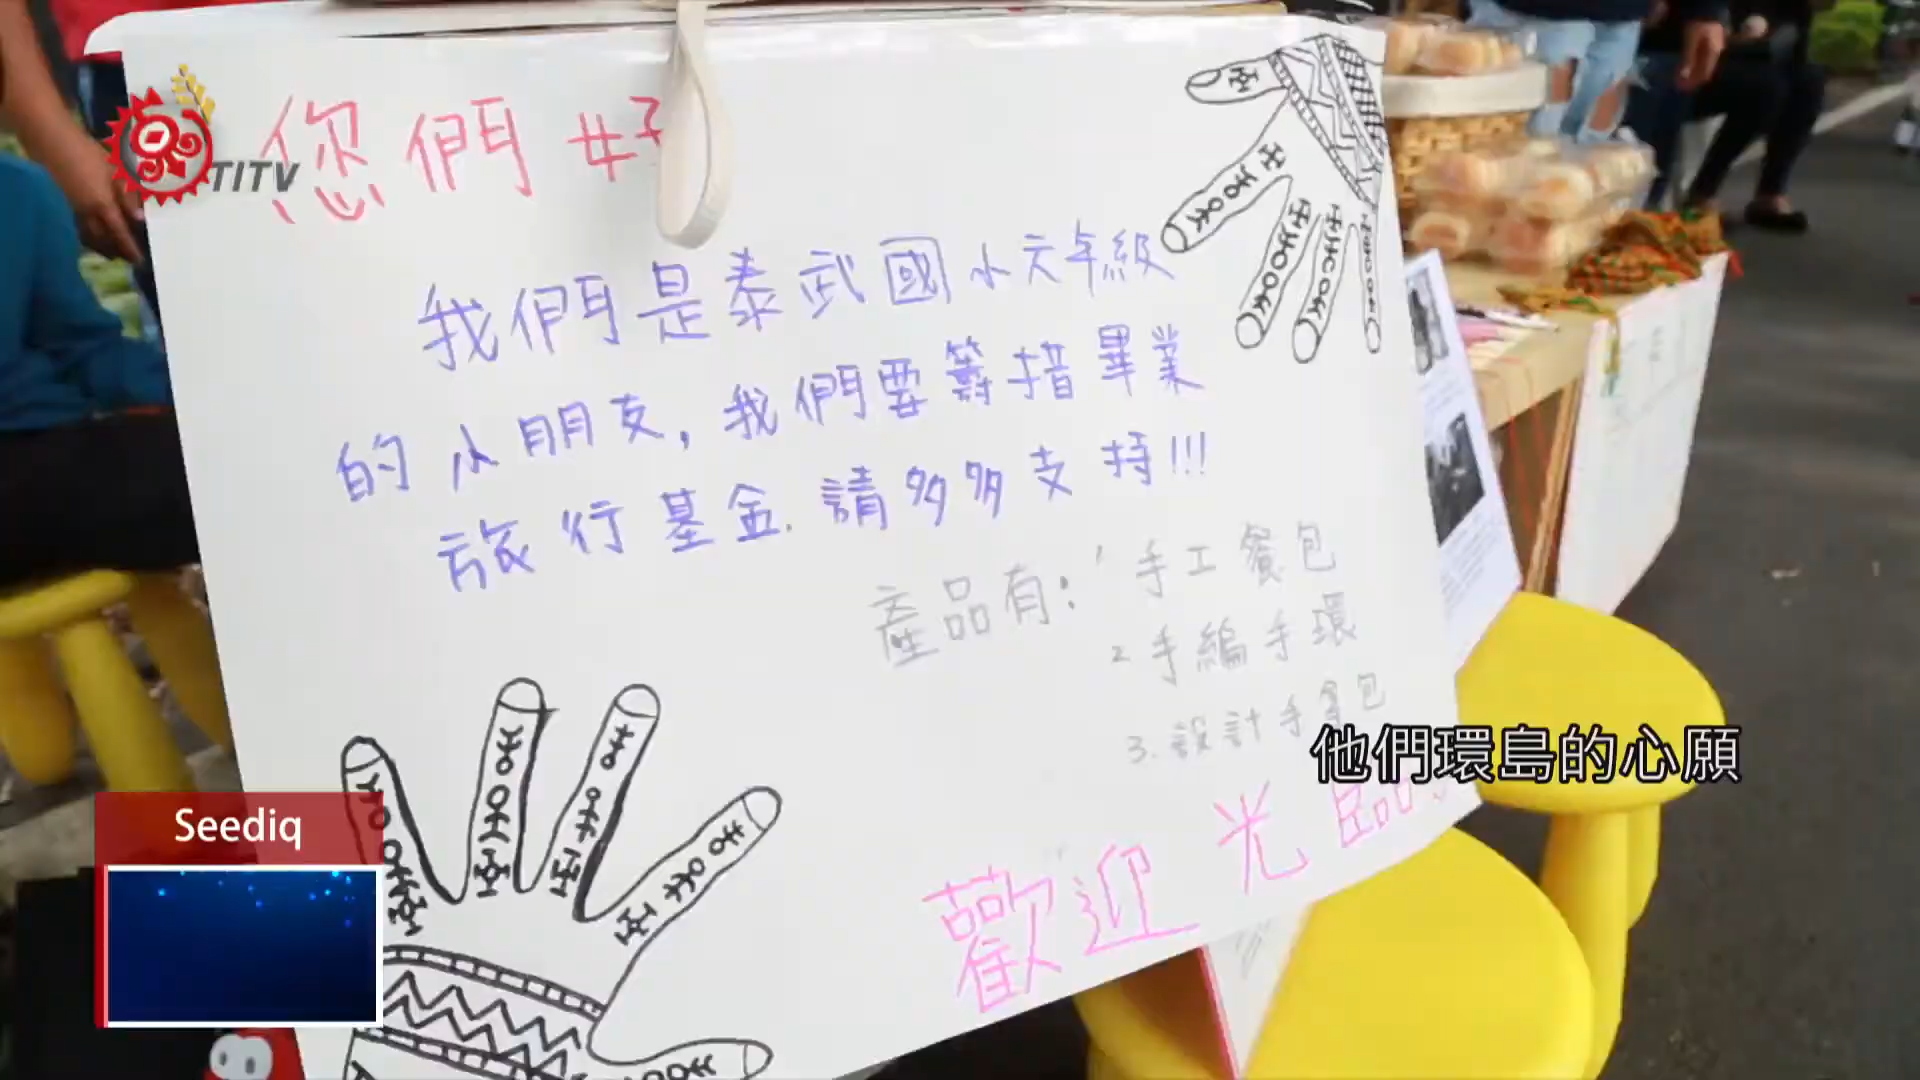 TITV
您們好
我們是泰武國小六年級
的小朋友,我們要籌措畢業
旅行基金.請多多支持!!!
產品有:1手工餐包
2手編手環
3.設計手拿包
歡迎光臨
他們環島的心願
Seediq